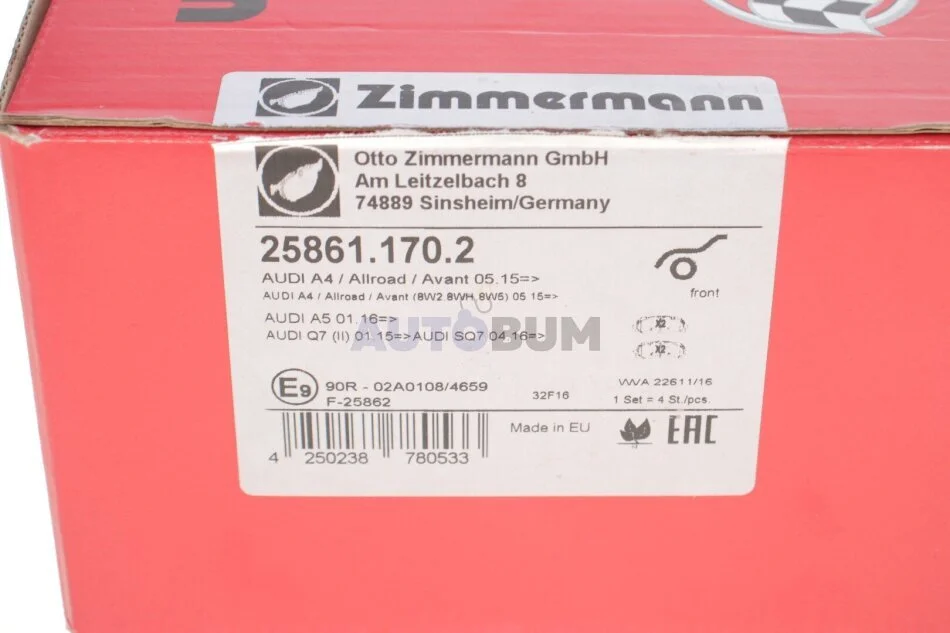 Zimmermann
Otto Zimmermann GmbH
Am Leitzelbach 8
74889 Sinsheim/Germany
25861.170.2
front
AUDI A4 / Allroad / Avant 05.15=>
AUDI A4 / Allroad / Avant (8W2,8WH,8W5) 05 15=>
AUDI A5 01.16=>
AUDI Q7 (II) 01.15=>AUDI SQ7 04.16=>
AUTOBUM
X2
X2
E9
90R - 02A0108/4659
F-25862
32F16
WVA 22611/16
1 Set = 4 St./pcs.
Made in EU
EAC
4 250238 780533